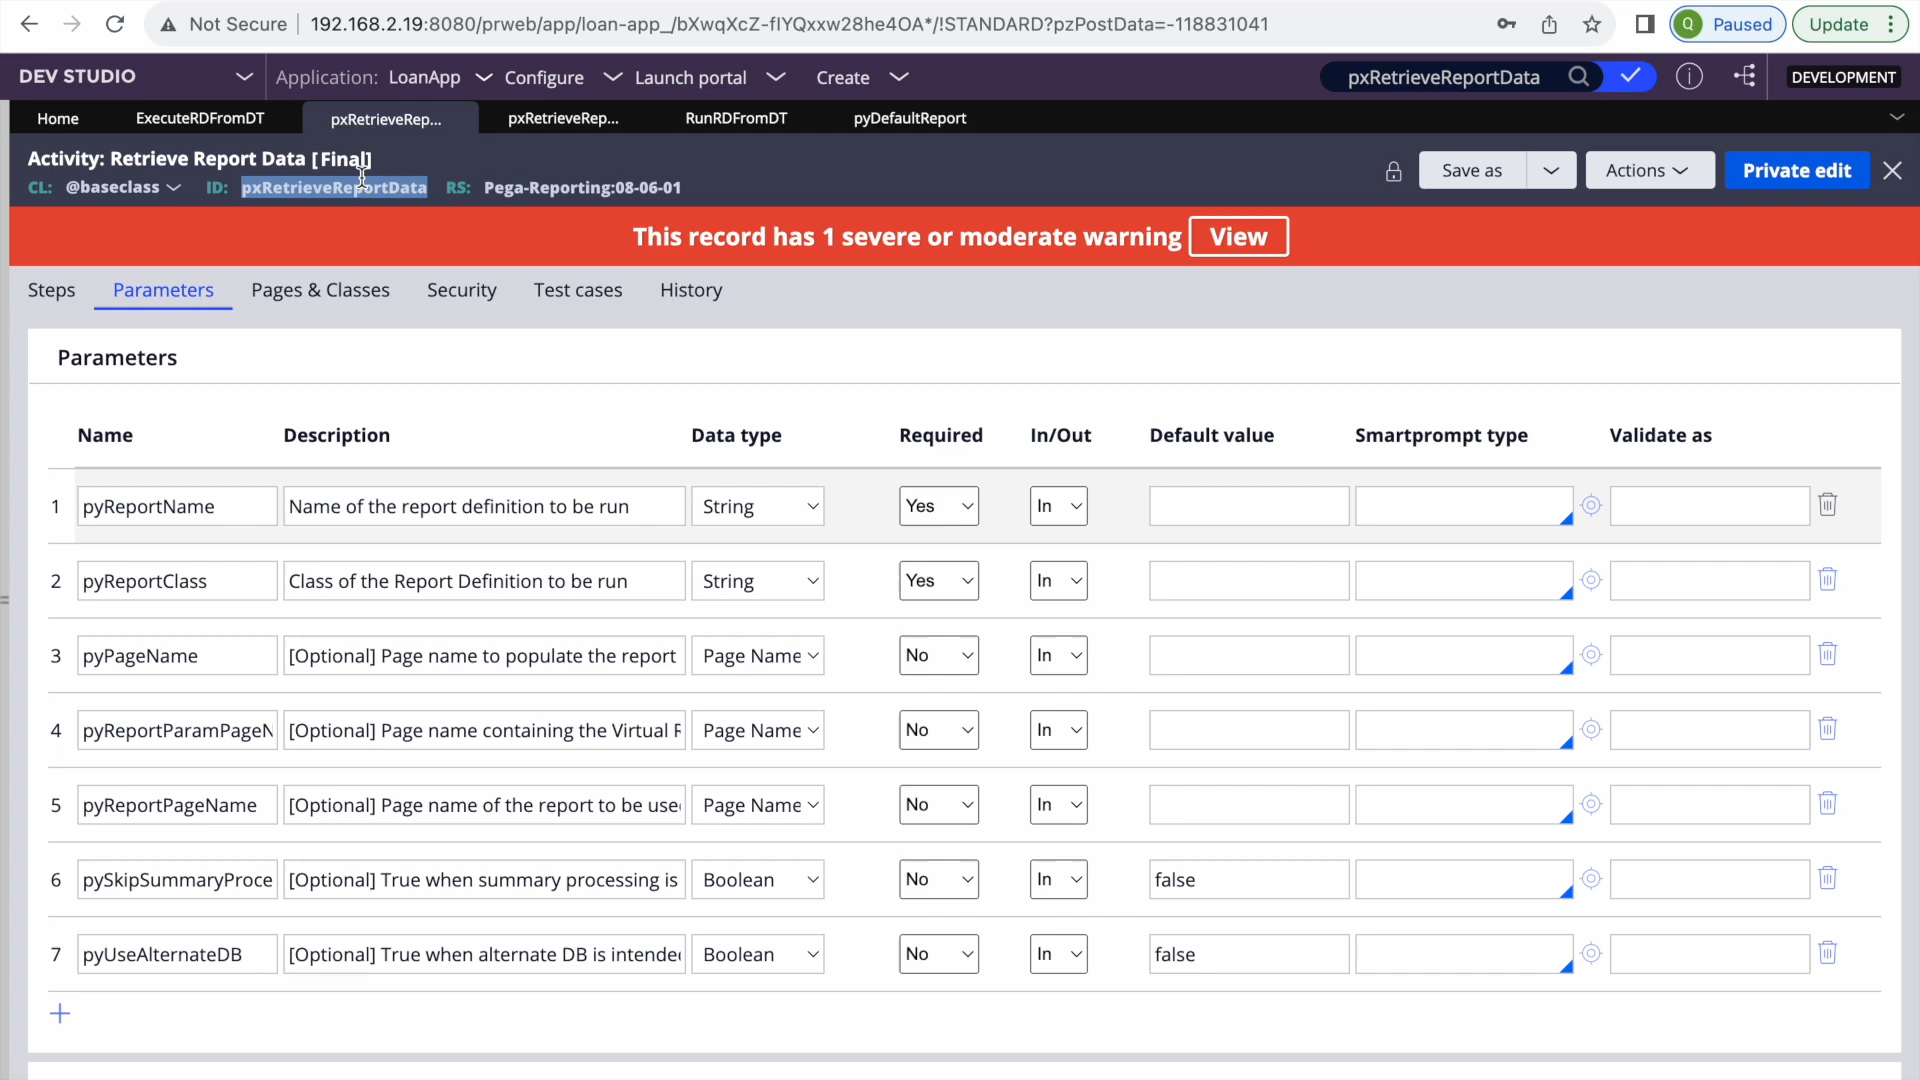 Not Secure 192.168.2.19:8080/prweb/app/loan-app_/bXwqXcZ-flYQxxw28he4OA*/!STANDARD?pzPostData=-118831041 Q Paused Update
DEV STUDIO Application: LoanApp Configure Launch portal Create pxRetrieveReportData DEVELOPMENT
Home ExecuteRDFromDT pxRetrieveRep... pxRetrieveRep... RunRDFromDT pyDefaultReport
Activity: Retrieve Report Data [Final]
CL: @baseclass ID: pxRetrieveReportData RS: Pega-Reporting:08-06-01 Save as Actions Private edit
This record has 1 severe or moderate warning View
Steps Parameters Pages & Classes Security Test cases History
Parameters
Name Description Data type Required In/Out Default value Smartprompt type Validate as
1 pyReportName Name of the report definition to be run String Yes In
2 pyReportClass Class of the Report Definition to be run String Yes In
3 pyPageName [Optional] Page name to populate the report Page Name No In
4 pyReportParamPageN [Optional] Page name containing the Virtual Page Name No In
5 pyReportPageName [Optional] Page name of the report to be use Page Name No In
6 pySkipSummaryProce [Optional] True when summary processing is Boolean No In false
7 pyUseAlternateDB [Optional] True when alternate DB is intende Boolean No In false